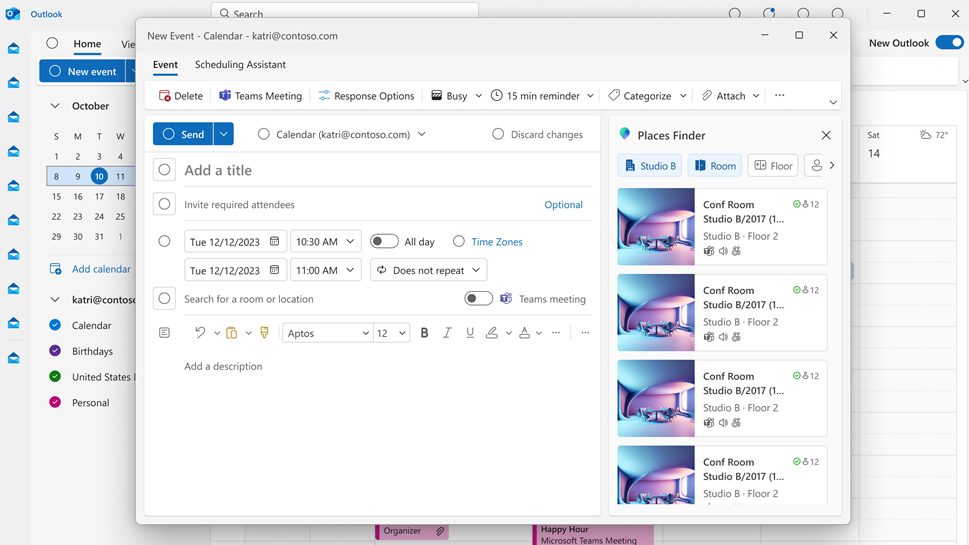 Outlook
Search
New Outlook
Home
New event
October
S M T W
1 2 3 4
8 9 10 11
15 16 17 18
22 23 24 25
29 30 31 1
Add calendar
katri@contoso
Calendar
Birthdays
United States
Personal
New Event - Calendar - katri@contoso.com
Event Scheduling Assistant
Delete Teams Meeting Response Options Busy 15 min reminder Categorize Attach ...
Send Calendar (katri@contoso.com) Discard changes
Add a title
Invite required attendees Optional
Tue 12/12/2023 10:30 AM All day Time Zones
Tue 12/12/2023 11:00 AM Does not repeat
Search for a room or location Teams meeting
Aptos 12 B I U A ... ...
Add a description
Places Finder
Studio B Room Floor
Conf Room 12
Studio B/2017 (1...
Studio B · Floor 2
Conf Room 12
Studio B/2017 (1...
Studio B · Floor 2
Conf Room 12
Studio B/2017 (1...
Studio B · Floor 2
Conf Room 12
Studio B/2017 (1...
Studio B · Floor 2
Sat 72°
14
Organizer
Happy Hour
Microsoft Teams Meeting